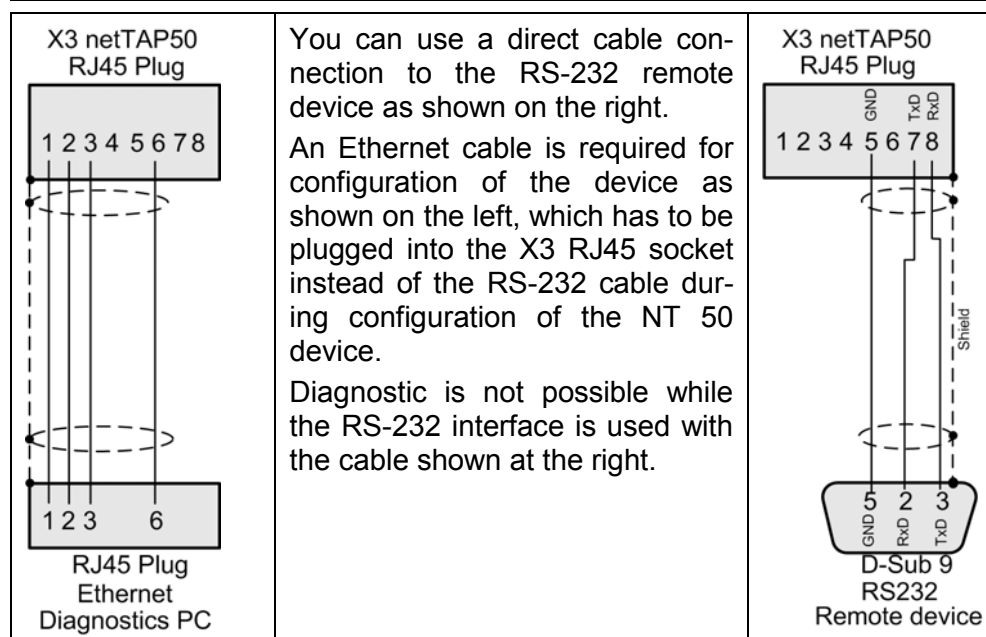 X3 netTAP50
RJ45 Plug
1 2 3 4 5 6 7 8
1 2 3 6
RJ45 Plug
Ethernet
Diagnostics PC
You can use a direct cable con-
nection to the RS-232 remote
device as shown on the right.
An Ethernet cable is required for
configuration of the device as
shown on the left, which has to be
plugged into the X3 RJ45 socket
instead of the RS-232 cable dur-
ing configuration of the NT 50
device.
Diagnostic is not possible while
the RS-232 interface is used with
the cable shown at the right.
X3 netTAP50
RJ45 Plug
GND TxD RxD
1 2 3 4 5 6 7 8
Shield
5 2 3
GND RxD TxD
D-Sub 9
RS232
Remote device